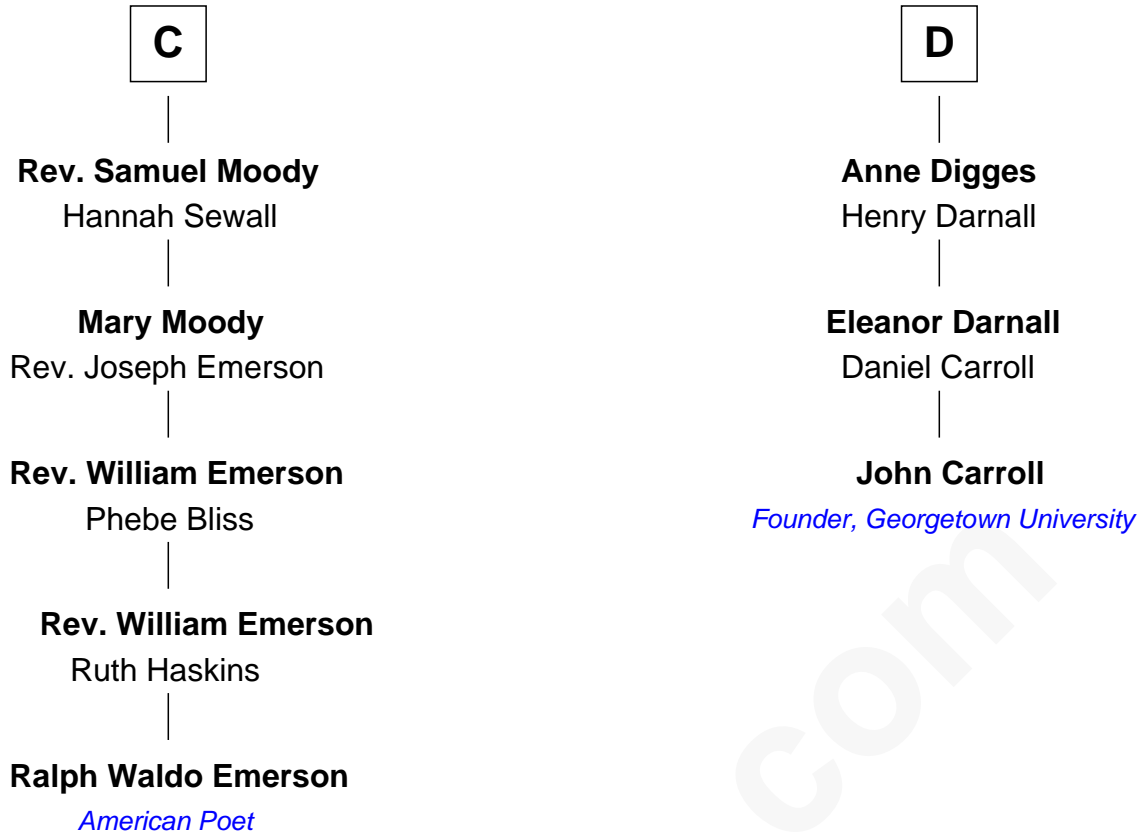 C
Rev. Samuel Moody
Hannah Sewall
Mary Moody
Rev. Joseph Emerson
Rev. William Emerson
Phebe Bliss
Rev. William Emerson
Ruth Haskins
Ralph Waldo Emerson
American Poet
D
Anne Digges
Henry Darnall
Eleanor Darnall
Daniel Carroll
John Carroll
Founder, Georgetown University
com